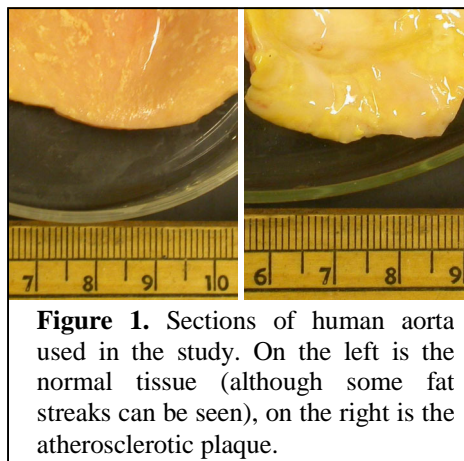 7 8 9 10
6 7 8 9
Figure 1. Sections of human aorta
used in the study. On the left is the
normal tissue (although some fat
streaks can be seen), on the right is the
atherosclerotic plaque.